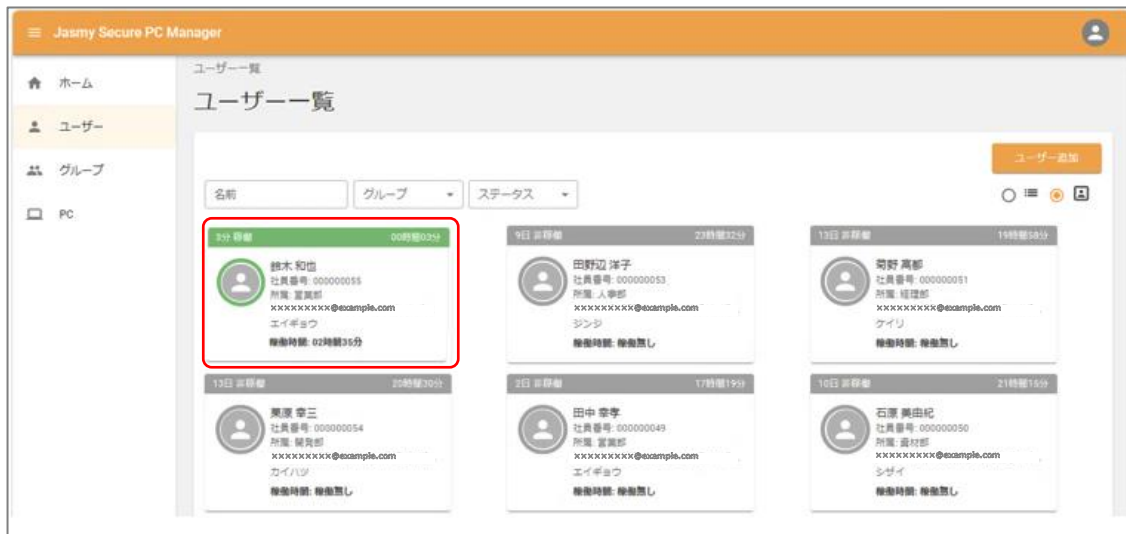 Jasmy Secure PC Manager
ホーム
ユーザー
グループ
PC
ユーザー一覧
ユーザー一覧
ユーザー追加
名前
グループ
ステータス
3分 稼働 00時間03分
鈴木 和也
社員番号: 000000055
所属: 営業部
xxxxxxxxx@example.com
エイギョウ
稼働時間: 02時間35分
9日 非稼働 23時間32分
田野辺 洋子
社員番号: 000000053
所属: 人事部
xxxxxxxxx@example.com
ジンジ
稼働時間: 稼働無し
13日 非稼働 19時間58分
菊野 高都
社員番号: 000000051
所属: 経理部
xxxxxxxxx@example.com
ケイリ
稼働時間: 稼働無し
13日 非稼働 20時間30分
栗原 幸三
社員番号: 000000054
所属: 開発部
xxxxxxxxx@example.com
カイハツ
稼働時間: 稼働無し
2日 非稼働 17時間19分
田中 幸孝
社員番号: 000000049
所属: 営業部
xxxxxxxxx@example.com
エイギョウ
稼働時間: 稼働無し
10日 非稼働 21時間16分
石原 美由紀
社員番号: 000000050
所属: 資材部
xxxxxxxxx@example.com
シザイ
稼働時間: 稼働無し